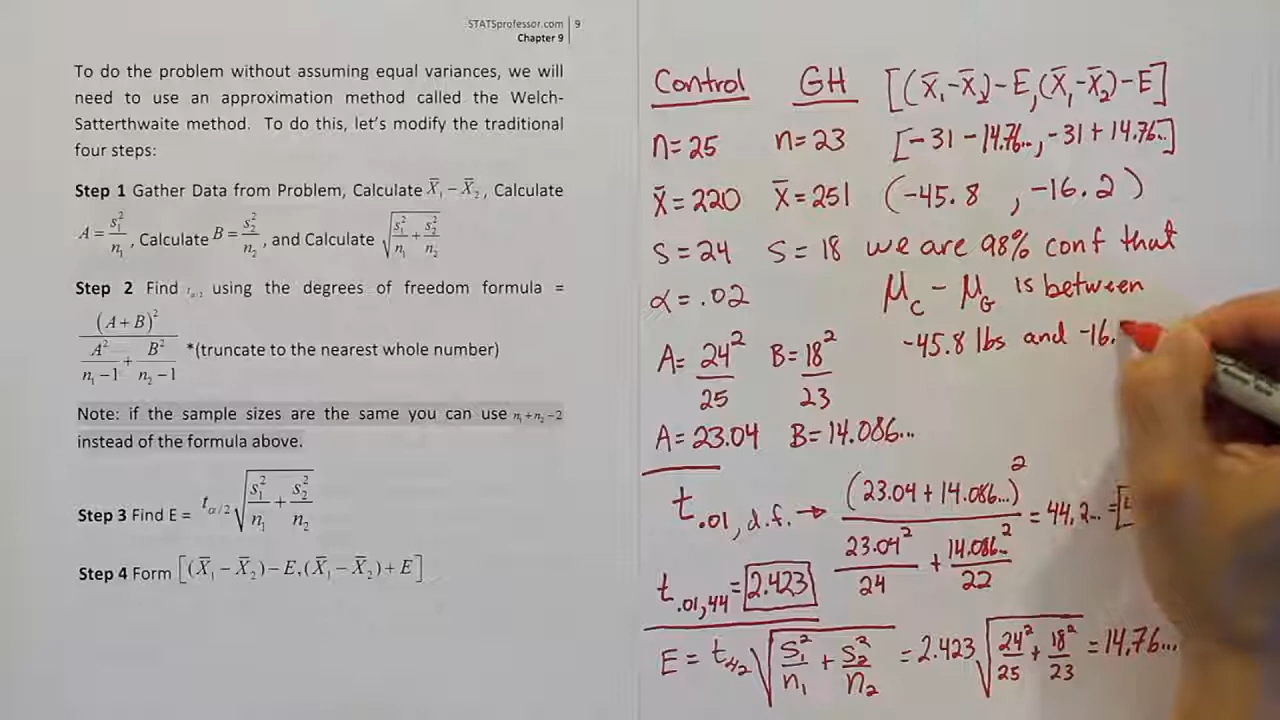 STATSprofessor.com | 9
Chapter 9
To do the problem without assuming equal variances, we will
need to use an approximation method called the Welch-
Satterthwaite method. To do this, let's modify the traditional
four steps:
Step 1 Gather Data from Problem, Calculate X̄₁ − X̄₂, Calculate
A = s₁²/n₁, Calculate B = s₂²/n₂, and Calculate √(s₁²/n₁ + s₂²/n₂)
Step 2 Find t_α/2 using the degrees of freedom formula =
(A+B)² / (A²/(n₁−1) + B²/(n₂−1)) *(truncate to the nearest whole number)
Note: if the sample sizes are the same you can use n₁+n₂−2
instead of the formula above.
Step 3 Find E = t_α/2 √(s₁²/n₁ + s₂²/n₂)
Step 4 Form [(X̄₁ − X̄₂) − E, (X̄₁ − X̄₂) + E]
Control GH [(X̄₁−X̄₂)−E, (X̄₁−X̄₂)−E]
n=25 n=23 [−31−14.76..., −31+14.76...]
X̄=220 X̄=251 (−45.8, −16.2)
S=24 S=18 we are 98% conf that
α=.02 μ_C − μ_G is between
−45.8 lbs and −16.
A= 24²/25 B= 18²/23
A=23.04 B=14.086...
t.01, d.f. → (23.04+14.086...)² / (23.04²/24 + 14.086...²/22) = 44.2... =
t.01,44 = 2.423
E = t_α/2 √(S₁²/n₁ + S₂²/n₂) = 2.423 √(24²/25 + 18²/23) = 14.76...